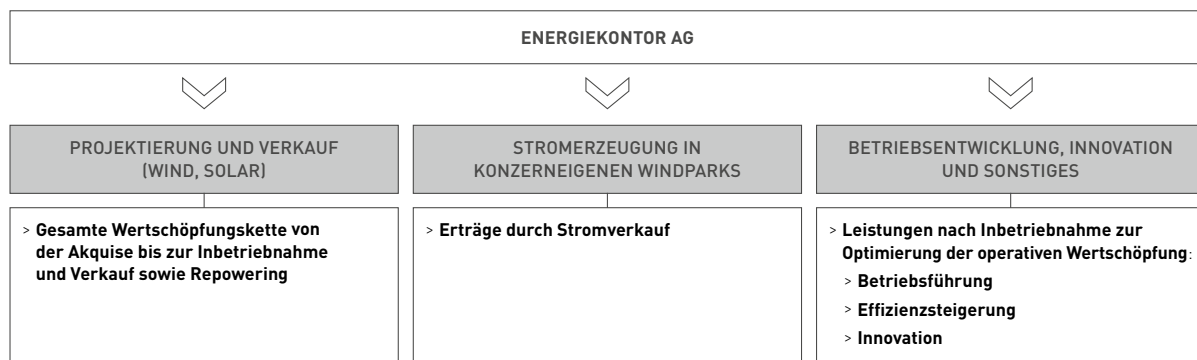 ENERGIEKONTOR AG
PROJEKTIERUNG UND VERKAUF
(WIND, SOLAR)
> Gesamte Wertschöpfungskette von
der Akquise bis zur Inbetriebnahme
und Verkauf sowie Repowering
STROMERZEUGUNG IN
KONZERNEIGENEN WINDPARKS
> Erträge durch Stromverkauf
BETRIEBSENTWICKLUNG, INNOVATION
UND SONSTIGES
> Leistungen nach Inbetriebnahme zur
Optimierung der operativen Wertschöpfung:
> Betriebsführung
> Effizienzsteigerung
> Innovation